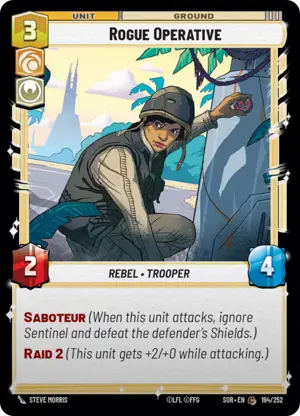 UNIT
GROUND
3
ROGUE OPERATIVE
2
4
REBEL • TROOPER
SABOTEUR (When this unit attacks, ignore
Sentinel and defeat the defender's Shields.)
RAID 2 (This unit gets +2/+0 while attacking.)
STEVE MORRIS
©LFL ©FFG
SOR • EN C 194/252